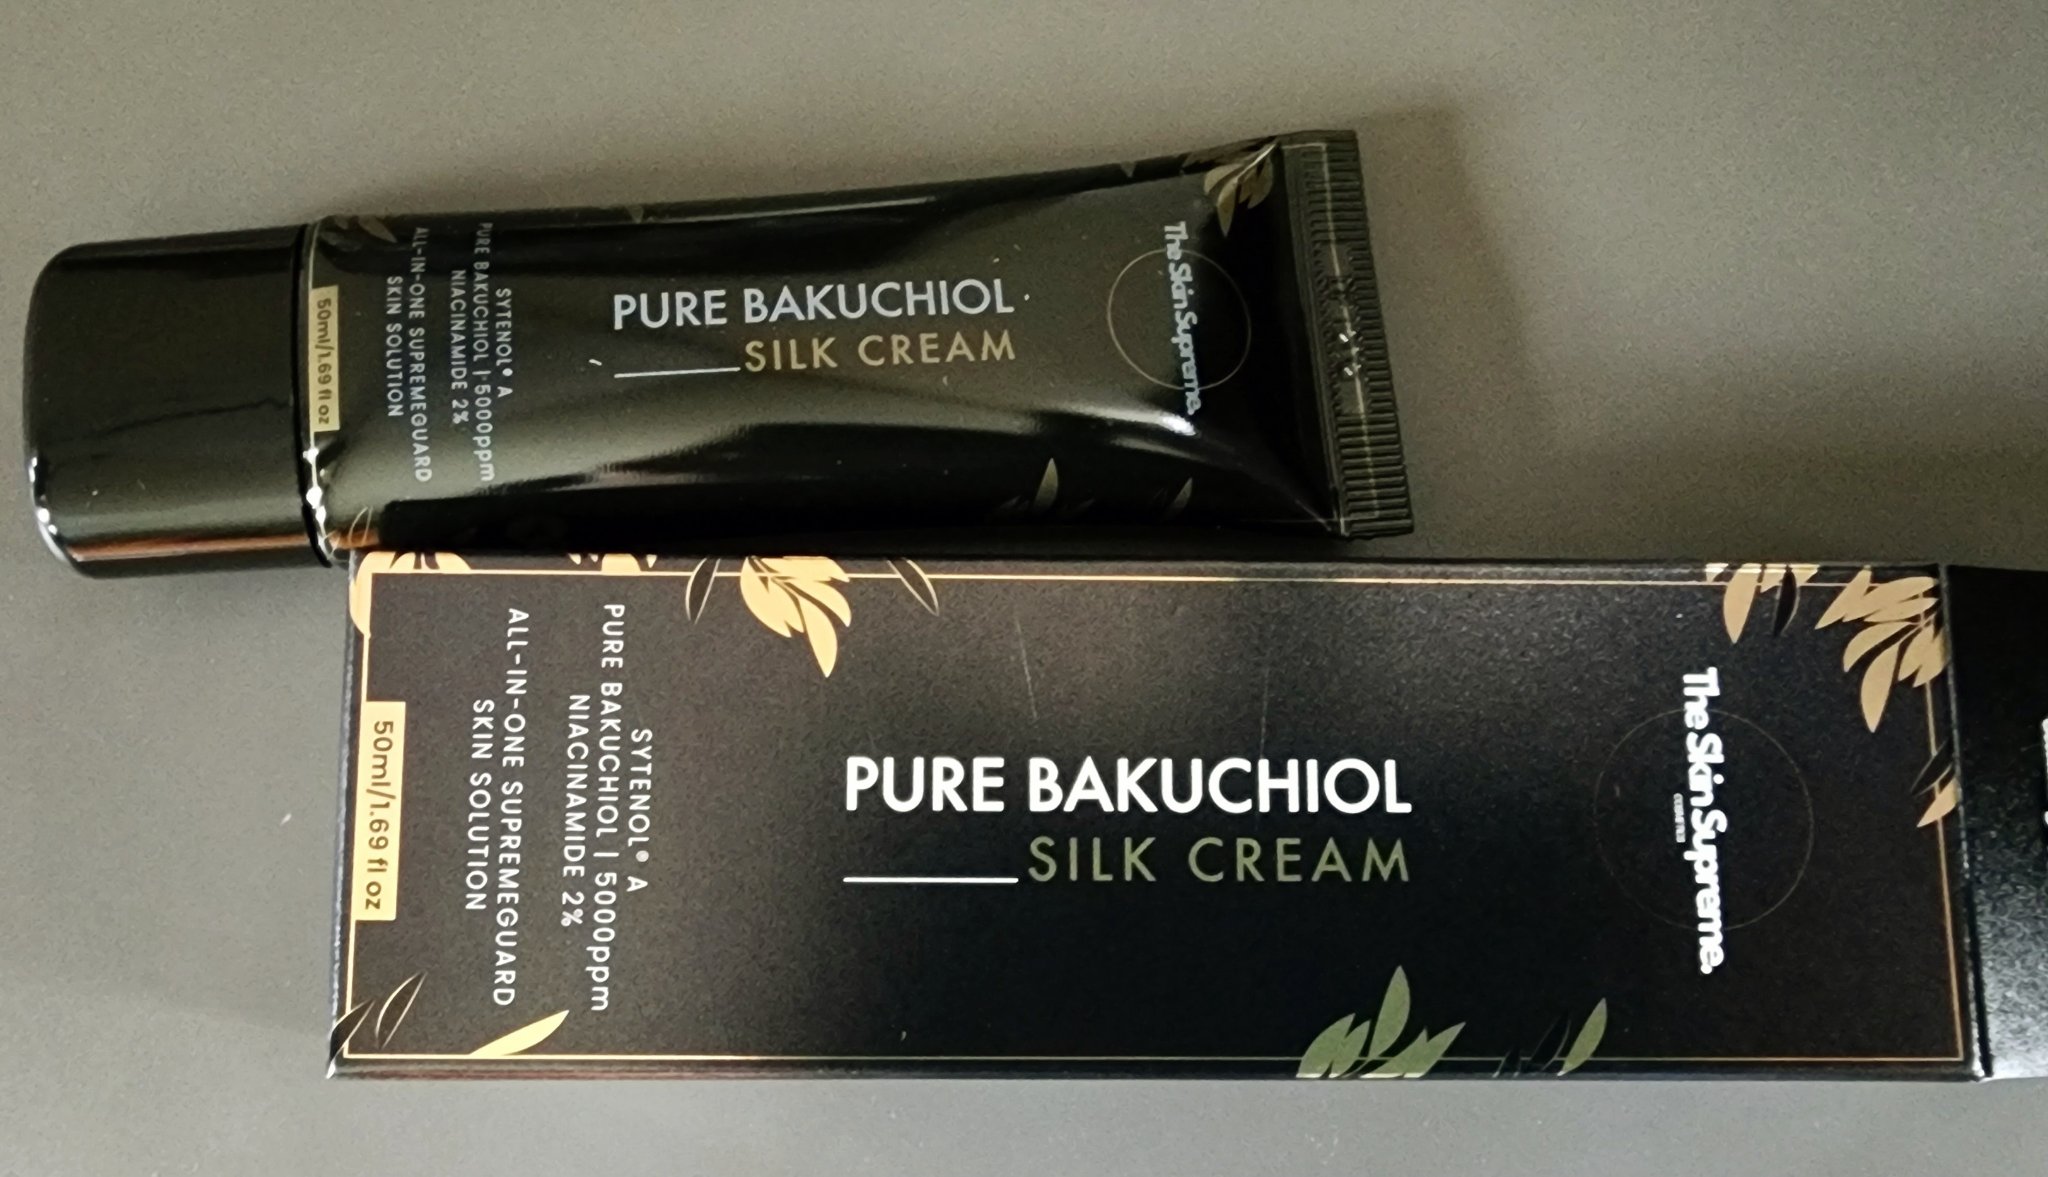 The Skin Supreme.
PURE BAKUCHIOL
SILK CREAM
SYTENOL® A
PURE BAKUCHIOL | 5000ppm
NIACINAMIDE 2%
ALL-IN-ONE SUPREMEGUARD
SKIN SOLUTION
50ml/1.69 fl oz
The Skin Supreme.
COSMETICS
PURE BAKUCHIOL
SILK CREAM
SYTENOL® A
PURE BAKUCHIOL | 5000ppm
NIACINAMIDE 2%
ALL-IN-ONE SUPREMEGUARD
SKIN SOLUTION
50ml/1.69 fl oz